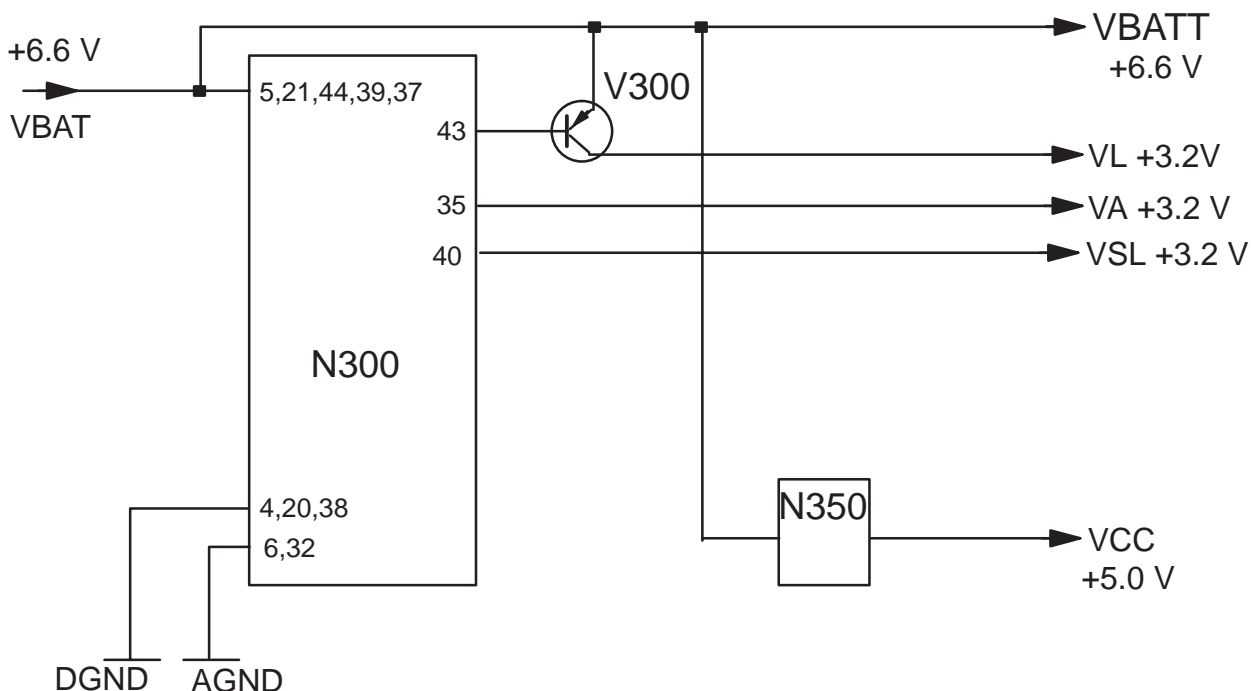 +6.6 V
VBAT
5,21,44,39,37
43
35
40
N300
4,20,38
6,32
DGND
AGND
V300
VBATT
+6.6 V
VL +3.2V
VA +3.2 V
VSL +3.2 V
N350
VCC
+5.0 V